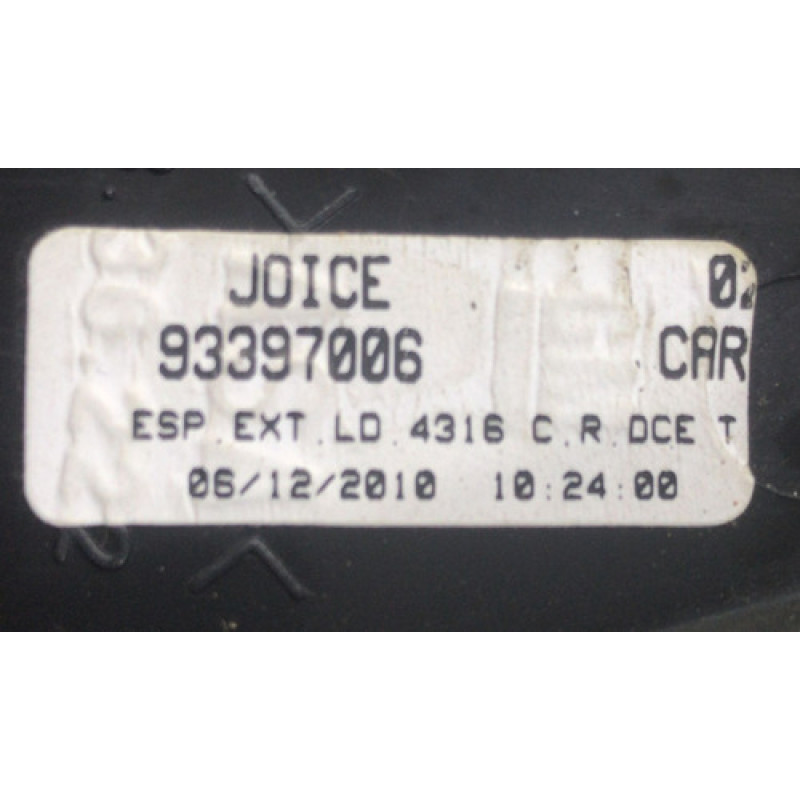 JOICE
93397006 CAR
ESP.EXT.LD.4316 C.R.DCE T
06/12/2010 10:24:00